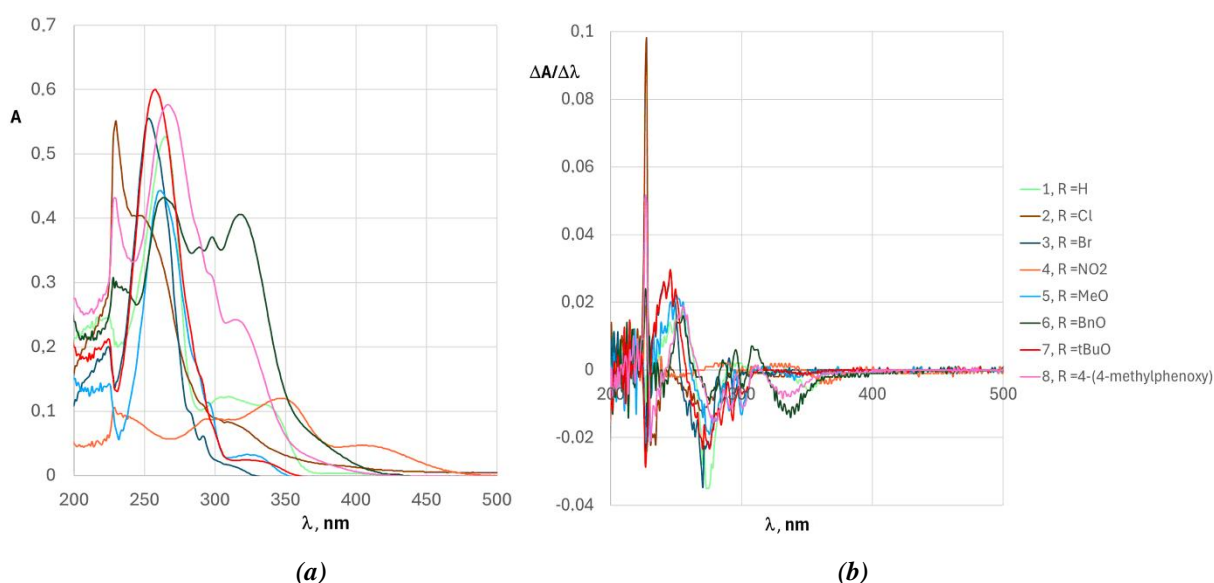 0,7
0,6
0,5
0,4
0,3
0,2
0,1
0
A
200 250 300 350 400 450 500
λ, nm
(a)
0,1
0.08
0.06
0.04
0.02
0
-0.02
-0.04
ΔA/Δλ
200 300 400 500
λ, nm
(b)
1, R =H
2, R =Cl
3, R =Br
4, R =NO2
5, R =MeO
6, R =BnO
7, R =tBuO
8, R =4-(4-methylphenoxy)